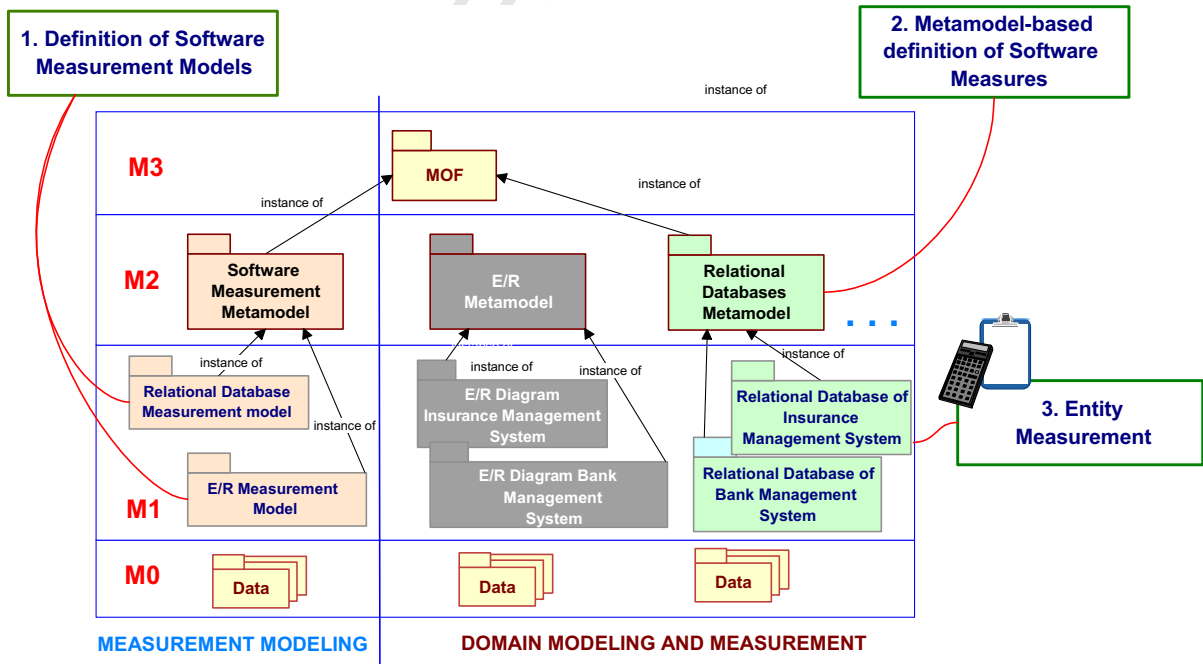 1. Definition of Software
Measurement Models
2. Metamodel-based
definition of Software
Measures
instance of
M3
MOF
instance of
instance of
M2
Software
Measurement
Metamodel
E/R
Metamodel
Relational
Databases
Metamodel
. . .
instance of
instance of
instance of
instance of
Relational Database
Measurement model
instance of
E/R Diagram
Insurance Management
System
Relational Database of
Insurance
Management System
3. Entity
Measurement
M1
E/R Measurement
Model
E/R Diagram Bank
Management
System
Relational Database of
Bank Management
System
M0
Data
Data
Data
MEASUREMENT MODELING
DOMAIN MODELING AND MEASUREMENT